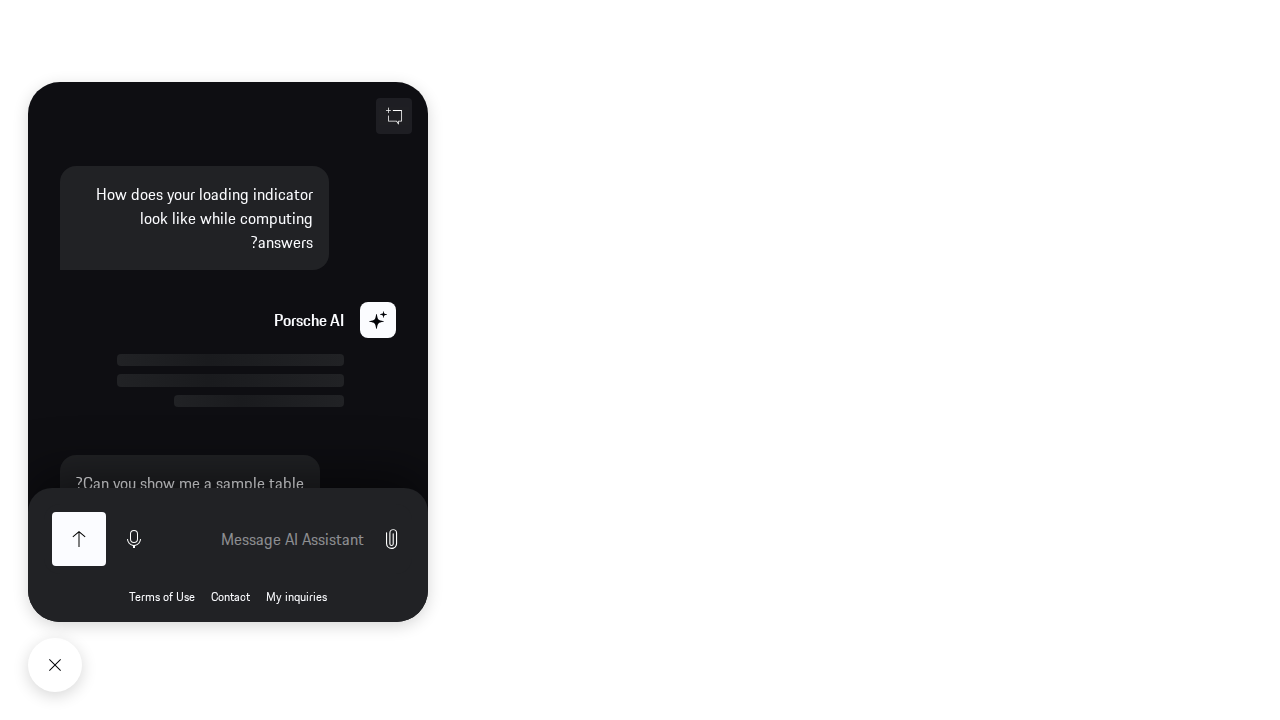 How does your loading indicator
look like while computing
?answers
Porsche AI
?Can you show me a sample table
Message AI Assistant
Terms of Use Contact My inquiries